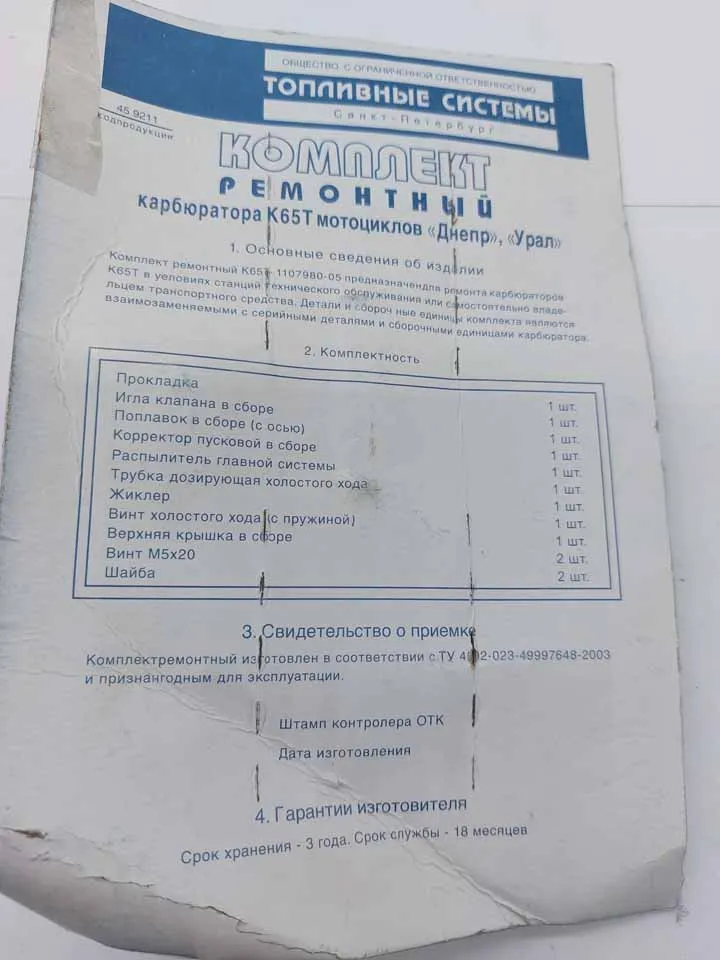 ОБЩЕСТВО С ОГРАНИЧЕННОЙ ОТВЕТСТВЕННОСТЬЮ
ТОПЛИВНЫЕ СИСТЕМЫ
Санкт-Петербург
45 9211
кодпродукции
КОМПЛЕКТ
РЕМОНТНЫЙ
карбюратора К65Т мотоциклов «Днепр», «Урал»
1. Основные сведения об изделии
Комплект ремонтный К65Т 1107980-05 предназначендля ремонта карбюраторов
К65Т в условиях станций технического обслуживания или самостоятельно владе-
льцем транспортного средства. Детали и сбороч ные единицы комплекта являются
взаимозаменяемыми с серийными деталями и сборочными единицами карбюратора.
2. Комплектность
Прокладка 1 шт.
Игла клапана в сборе 1 шт.
Поплавок в сборе (с осью) 1 шт.
Корректор пусковой в сборе 1 шт.
Распылитель главной системы 1 шт.
Трубка дозирующая холостого хода 1 шт.
Жиклер 1 шт.
Винт холостого хода (с пружиной) 1 шт.
Верхняя крышка в сборе 1 шт.
Винт М5х20 2 шт.
Шайба 2 шт.
3. Свидетельство о приемке
Комплектремонтный изготовлен в соответствии с ТУ 023-49997648-2003
и признангодным для эксплуатации.
Штамп контролера ОТК
Дата изготовления
4. Гарантии изготовителя
Срок хранения - 3 года. Срок службы - 18 месяцев